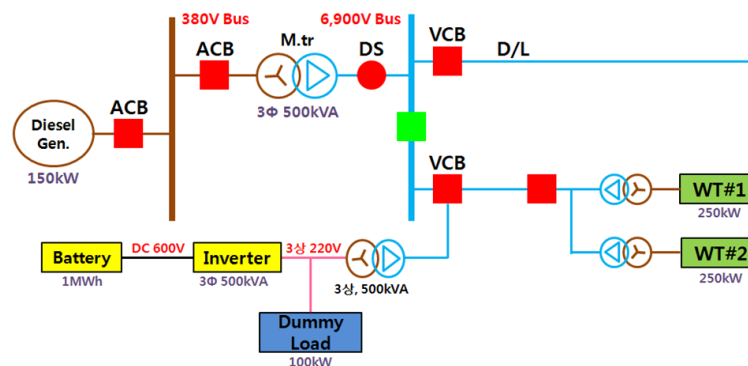 380V Bus
6,900V Bus
VCB
ACB
M.tr
DS
D/L
3Φ 500kVA
ACB
Diesel
Gen.
150kW
VCB
WT#1
250kW
DC 600V
3상 220V
Battery
Inverter
WT#2
1MWh
3Φ 500kVA
3상, 500kVA
250kW
Dummy
Load
100kW